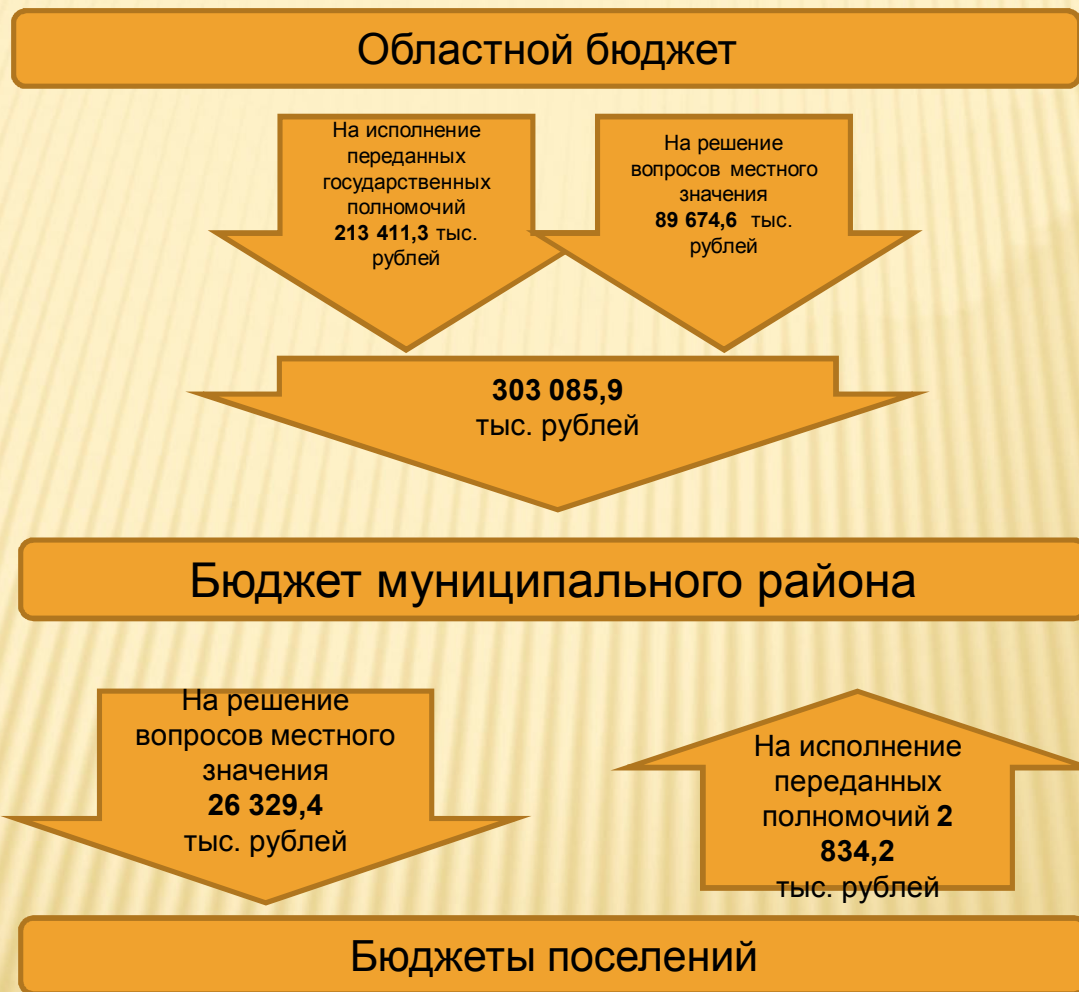 Областной бюджет
На исполнение
переданных
государственных
полномочий
213 411,3 тыс.
рублей
На решение
вопросов местного
значения
89 674,6 тыс.
рублей
303 085,9
тыс. рублей
Бюджет муниципального района
На решение
вопросов местного
значения
26 329,4
тыс. рублей
На исполнение
переданных
полномочий 2
834,2
тыс. рублей
Бюджеты поселений